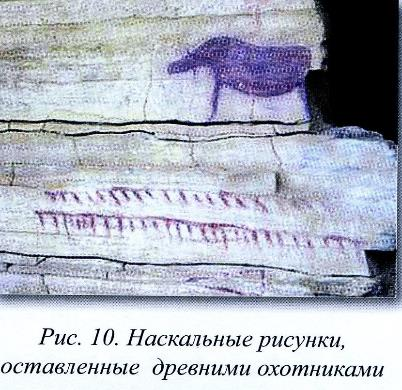 Рис. 10. Наскальные рисунки,
оставленные древними охотниками